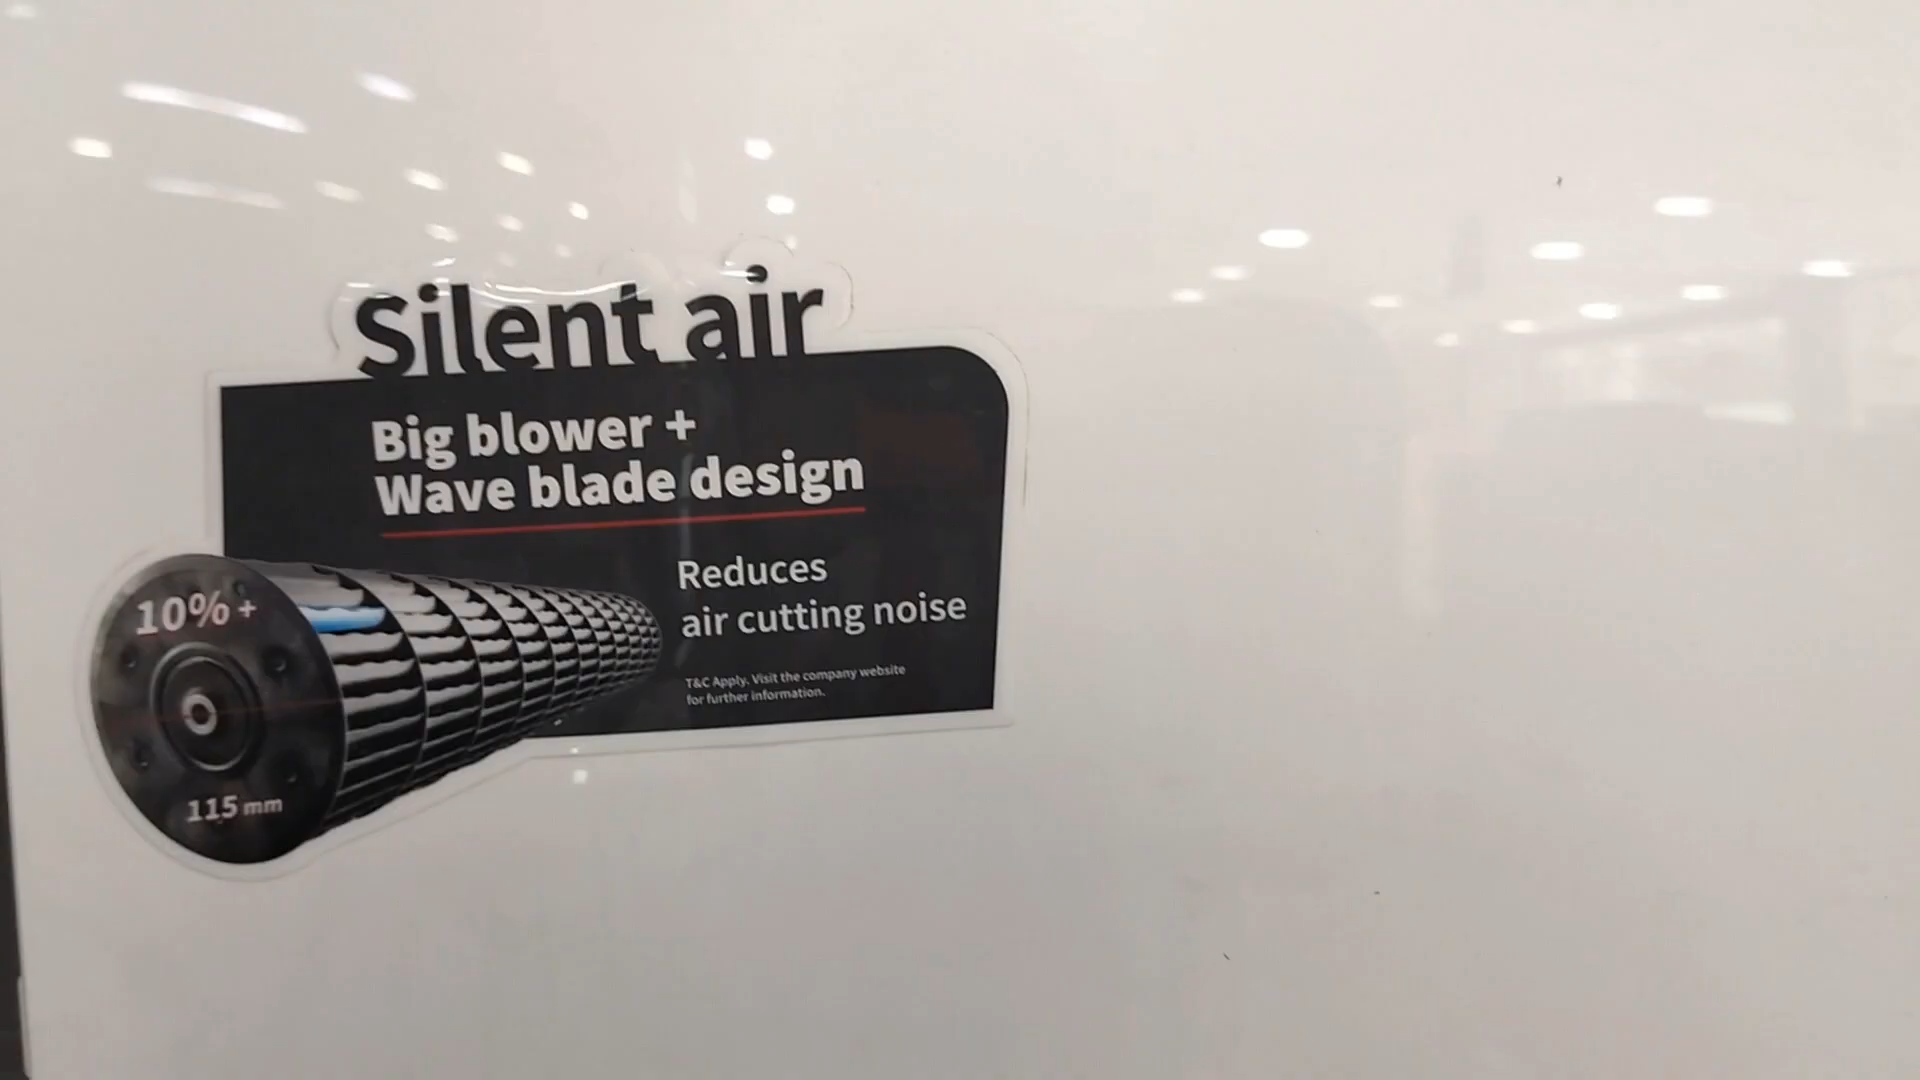 Silent air
Big blower +
Wave blade design
Reduces
air cutting noise
T&C Apply. Visit the company website
for further information.
10% +
115 mm